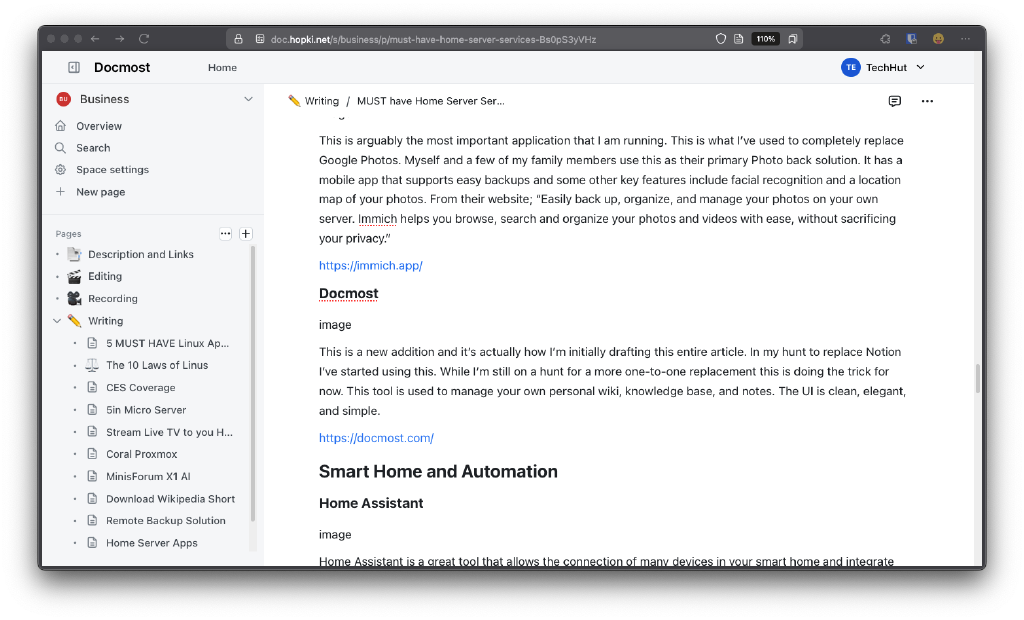 doc.hopki.net/s/business/p/must-have-home-server-services-Bs0pS3yVHz
110%
Docmost
Home
TE
TechHut
BU
Business
Overview
Search
Space settings
New page
Pages
Description and Links
Editing
Recording
Writing
5 MUST HAVE Linux Ap...
The 10 Laws of Linus
CES Coverage
5in Micro Server
Stream Live TV to you H...
Coral Proxmox
MinisForum X1 AI
Download Wikipedia Short
Remote Backup Solution
Home Server Apps
Writing / MUST have Home Server Ser...
This is arguably the most important application that I am running. This is what I’ve used to completely replace
Google Photos. Myself and a few of my family members use this as their primary Photo back solution. It has a
mobile app that supports easy backups and some other key features include facial recognition and a location
map of your photos. From their website; “Easily back up, organize, and manage your photos on your own
server. Immich helps you browse, search and organize your photos and videos with ease, without sacrificing
your privacy.”
https://immich.app/
Docmost
image
This is a new addition and it’s actually how I’m initially drafting this entire article. In my hunt to replace Notion
I’ve started using this. While I’m still on a hunt for a more one-to-one replacement this is doing the trick for
now. This tool is used to manage your own personal wiki, knowledge base, and notes. The UI is clean, elegant,
and simple.
https://docmost.com/
Smart Home and Automation
Home Assistant
image
Home Assistant is a great tool that allows the connection of many devices in your smart home and integrate